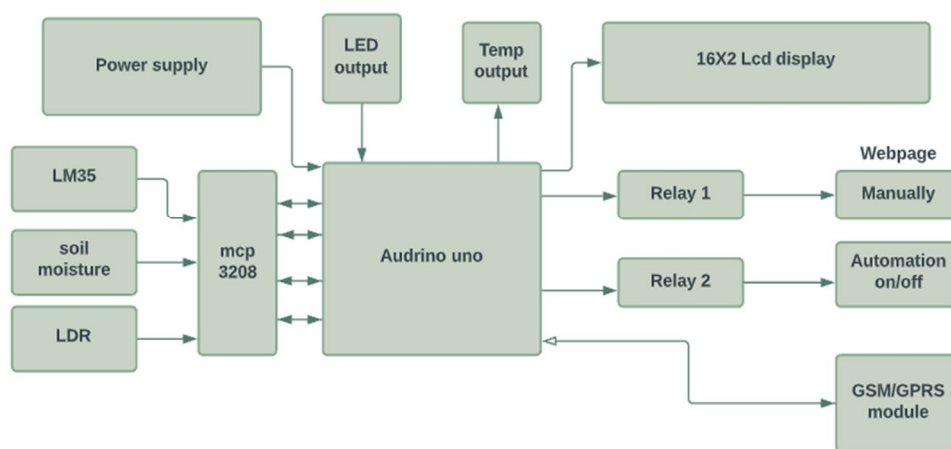 Power supply
LED
output
Temp
output
16X2 Lcd display
LM35
soil
moisture
LDR
mcp
3208
Audrino uno
Relay 1
Relay 2
Webpage
Manually
Automation
on/off
GSM/GPRS
module